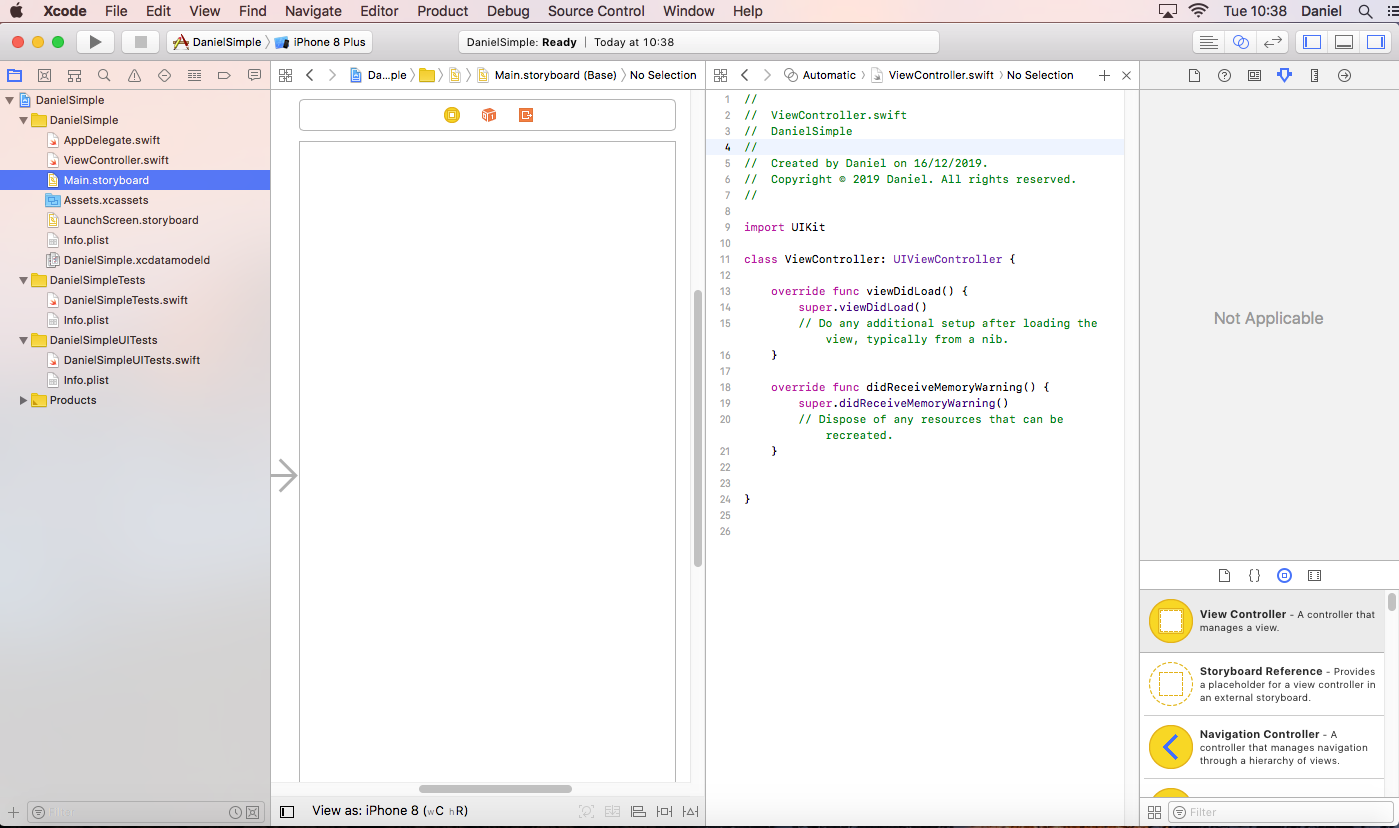 Xcode File Edit View Find Navigate Editor Product Debug Source Control Window Help Tue 10:38 Daniel
DanielSimple iPhone 8 Plus
DanielSimple: Ready | Today at 10:38
Da...ple Main.storyboard (Base) No Selection
Automatic ViewController.swift No Selection
DanielSimple
DanielSimple
AppDelegate.swift
ViewController.swift
Main.storyboard
Assets.xcassets
LaunchScreen.storyboard
Info.plist
DanielSimple.xcdatamodeld
DanielSimpleTests
DanielSimpleTests.swift
Info.plist
DanielSimpleUITests
DanielSimpleUITests.swift
Info.plist
Products
Filter
View as: iPhone 8 (wC hR)
1 //
2 //  ViewController.swift
3 //  DanielSimple
4 //
5 //  Created by Daniel on 16/12/2019.
6 //  Copyright © 2019 Daniel. All rights reserved.
7 //
8
9 import UIKit
10
11 class ViewController: UIViewController {
12
13     override func viewDidLoad() {
14         super.viewDidLoad()
15         // Do any additional setup after loading the
view, typically from a nib.
16     }
17
18     override func didReceiveMemoryWarning() {
19         super.didReceiveMemoryWarning()
20         // Dispose of any resources that can be
recreated.
21     }
22
23
24 }
25
26
Not Applicable
{ }
View Controller - A controller that
manages a view.
Storyboard Reference - Provides
a placeholder for a view controller in
an external storyboard.
Navigation Controller - A
controller that manages navigation
through a hierarchy of views.
Filter